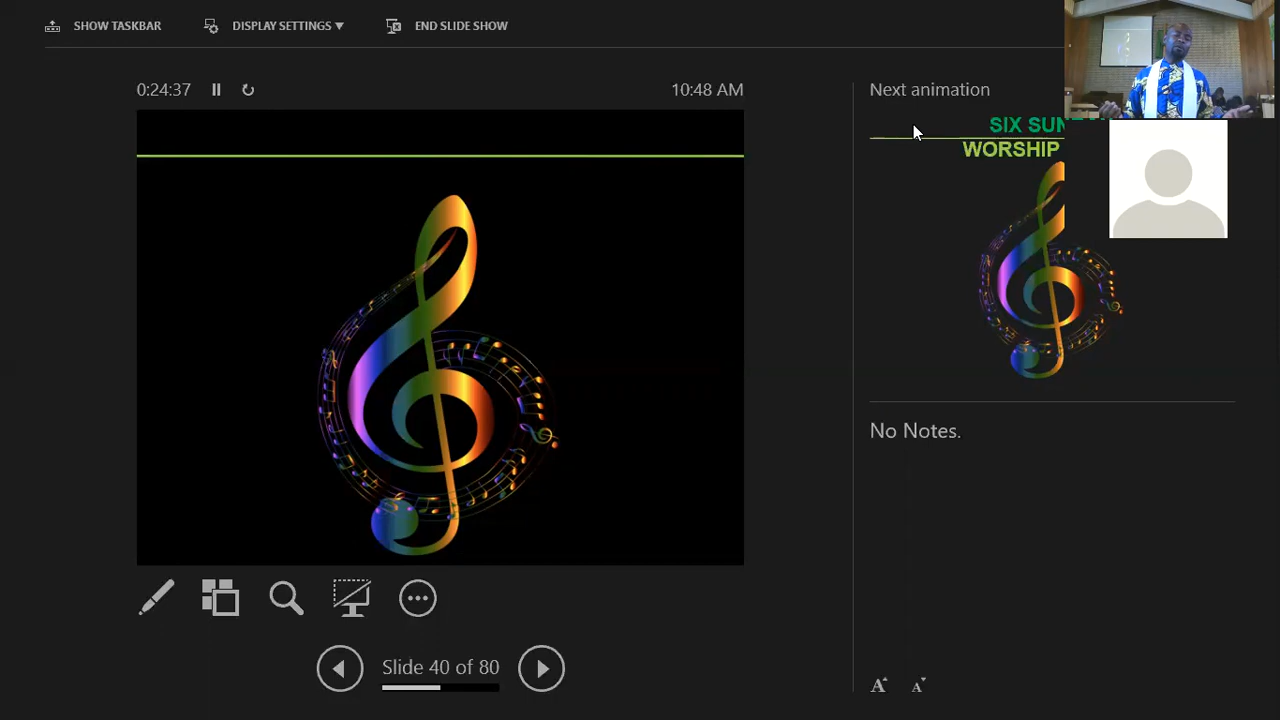 SHOW TASKBAR
DISPLAY SETTINGS
END SLIDE SHOW
0:24:37
10:48 AM
Next animation
SIX
WORSHIP
No Notes.
Slide 40 of 80
A A